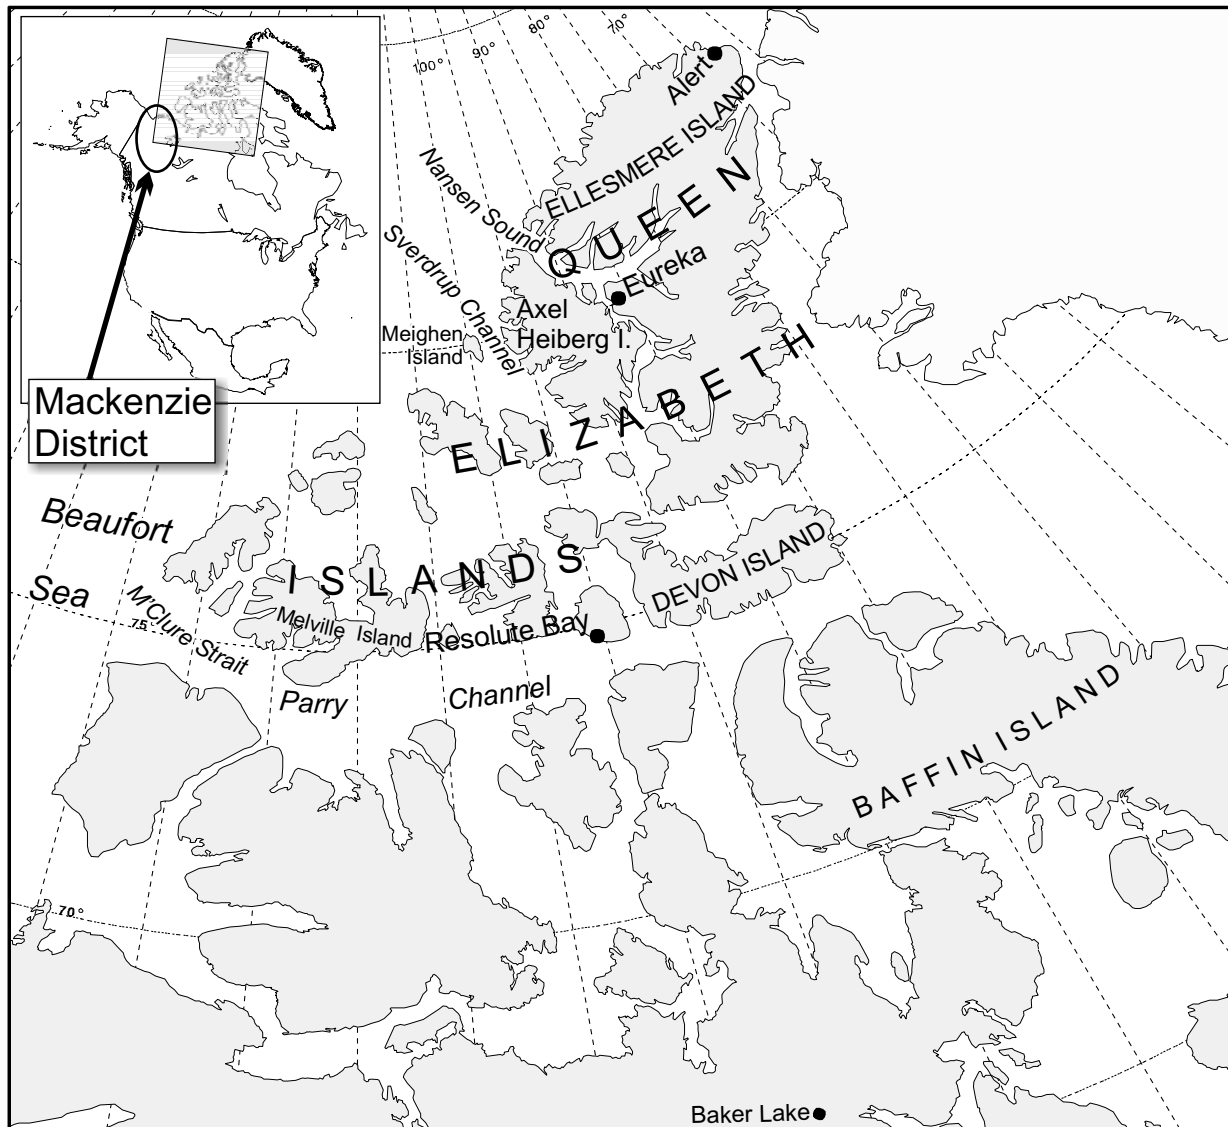 100°
90°
80°
70°
Alert
ELLESMERE ISLAND
Nansen Sound
QUEEN
Sverdrup Channel
Eureka
Axel
Heiberg I.
Meighen
Island
ELIZABETH
Mackenzie
District
Beaufort
Sea
ISLANDS
DEVON ISLAND
M'Clure Strait
75°
Melville Island
Resolute Bay
Parry
Channel
BAFFIN ISLAND
70°
Baker Lake